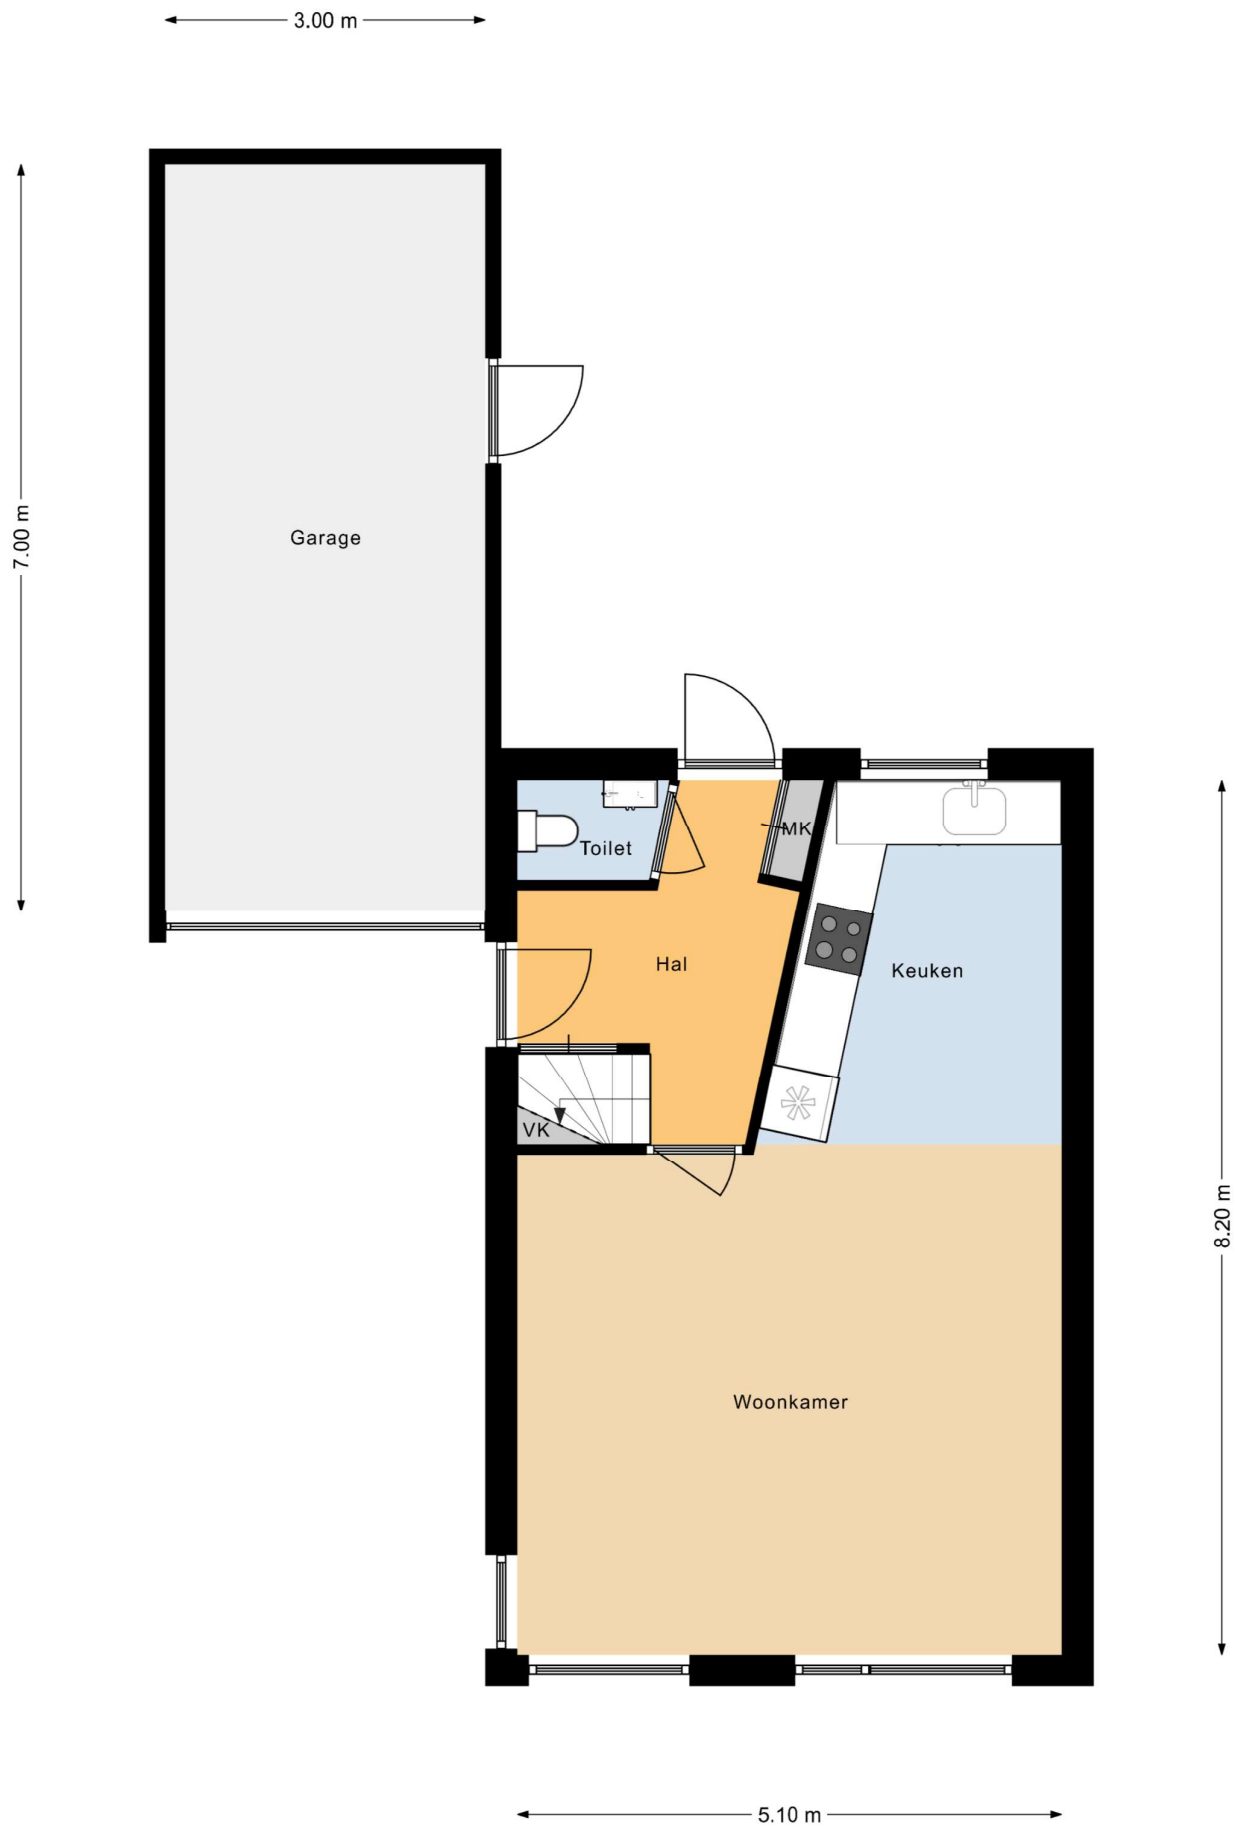 3.00 m
7.00 m
Garage
Toilet
MK
Hal
Keuken
VK
8.20 m
Woonkamer
5.10 m